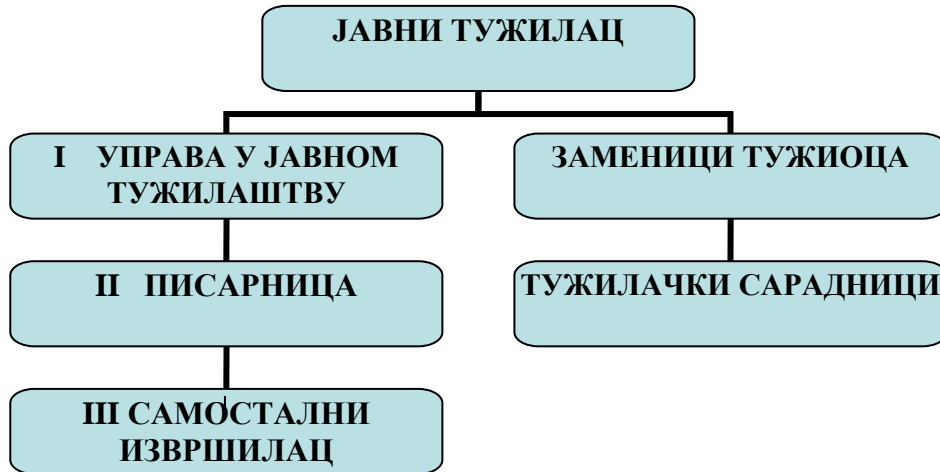 ЈАВНИ ТУЖИЛАЦ
I УПРАВА У ЈАВНОМ
ТУЖИЛАШТВУ
ЗАМЕНИЦИ ТУЖИОЦА
II ПИСАРНИЦА
ТУЖИЛАЧКИ САРАДНИЦИ
III САМОСТАЛНИ
ИЗВРШИЛАЦ